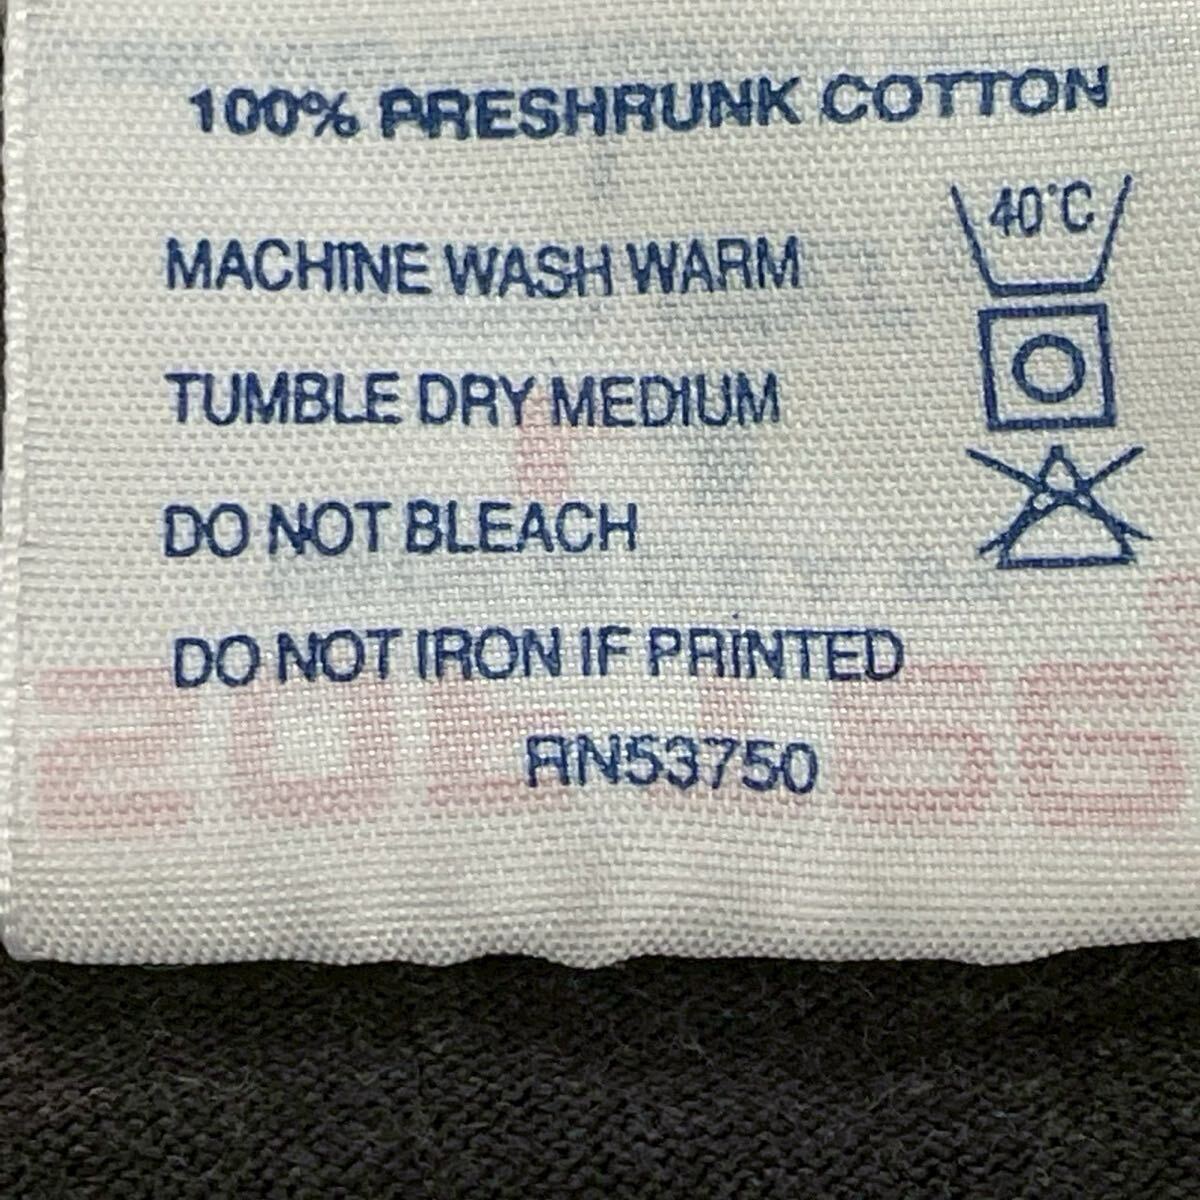 100% PRESHRUNK COTTON
MACHINE WASH WARM 40°C
TUMBLE DRY MEDIUM
DO NOT BLEACH
DO NOT IRON IF PRINTED
RN53750